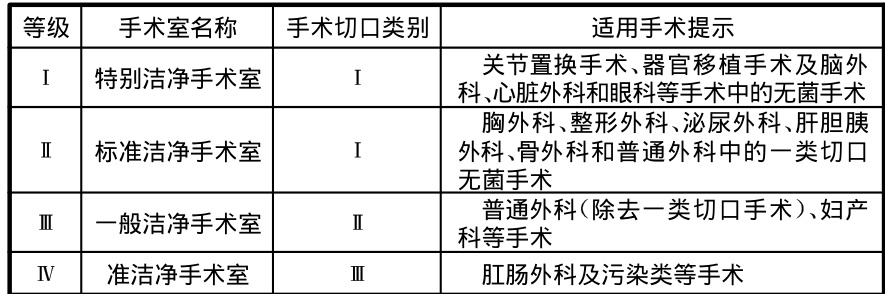 等级 手术室名称 手术切口类别 适用手术提示
Ⅰ 特别洁净手术室 Ⅰ 关节置换手术、器官移植手术及脑外
科、心脏外科和眼科等手术中的无菌手术
Ⅱ 标准洁净手术室 Ⅰ 胸外科、整形外科、泌尿外科、肝胆胰
外科、骨外科和普通外科中的一类切口
无菌手术
Ⅲ 一般洁净手术室 Ⅱ 普通外科(除去一类切口手术)、妇产
科等手术
Ⅳ 准洁净手术室 Ⅲ 肛肠外科及污染类等手术